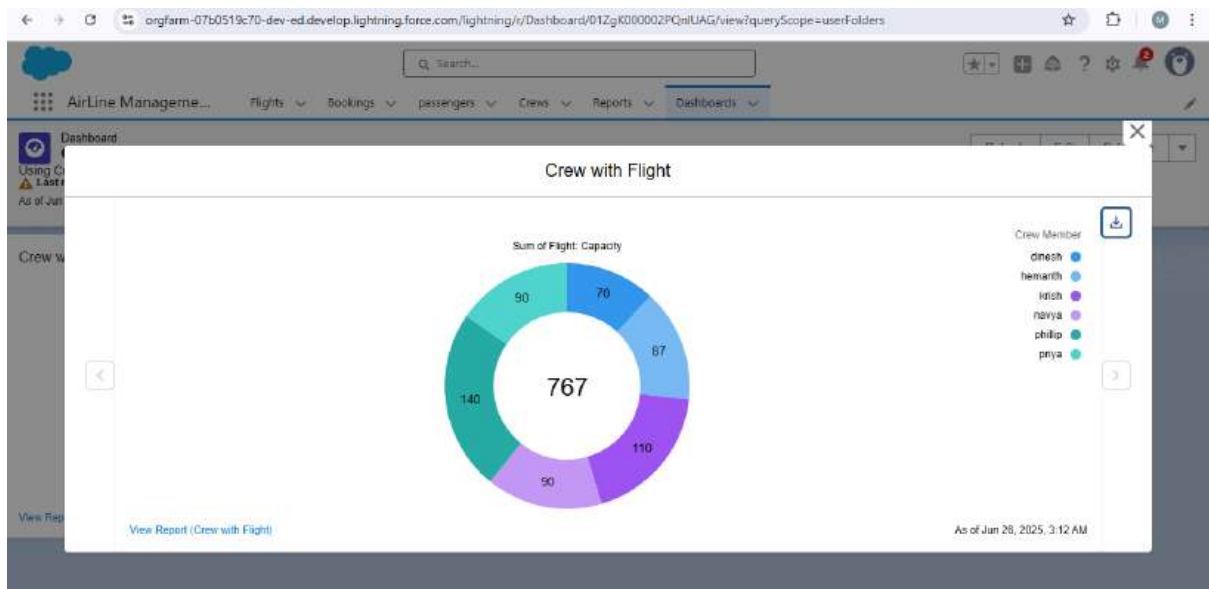 orgfarm-07b0519c70-dev-ed.develop.lightning.force.com/lightning/r/Dashboard/01ZgK000002PQnlUAG/view?queryScope=userFolders
M
Search...
2
AirLine Manageme...
Flights
Bookings
passengers
Crews
Reports
Dashboards
Dashboard
Using C
As of Jun
Crew with Flight
Crew w
Sum of Flight: Capacity
90
70
87
767
140
110
90
Crew Member
dinesh
hemanth
krish
navya
phillip
priya
View Rep
View Report (Crew with Flight)
As of Jun 26, 2025, 3:12 AM